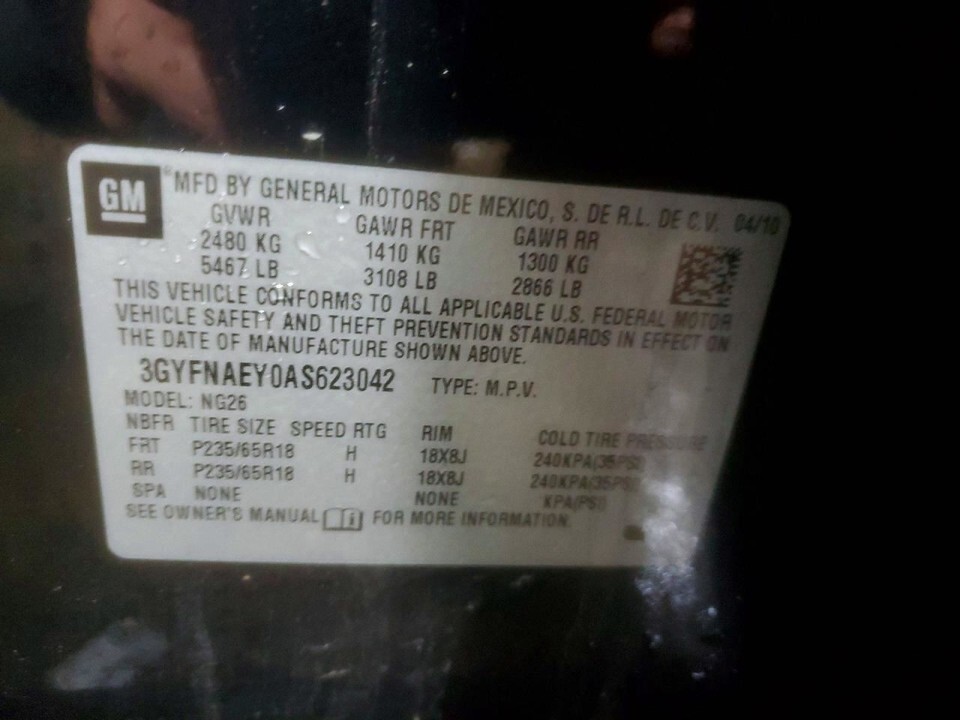 GM
®MFD BY GENERAL MOTORS DE MEXICO, S. DE R.L. DE C.V. 04/10
GVWR GAWR FRT GAWR RR
2480 KG 1410 KG 1300 KG
5467 LB 3108 LB 2866 LB
THIS VEHICLE CONFORMS TO ALL APPLICABLE U.S. FEDERAL MOTOR
VEHICLE SAFETY AND THEFT PREVENTION STANDARDS IN EFFECT ON
THE DATE OF MANUFACTURE SHOWN ABOVE.
3GYFNAEY0AS623042 TYPE: M.P.V.
MODEL: NG26
NBFR TIRE SIZE SPEED RTG RIM COLD TIRE PRESSURE
FRT P235/65R18 H 18X8J 240KPA(35PSI)
RR P235/65R18 H 18X8J 240KPA(35PSI)
SPA NONE NONE KPA(PSI)
SEE OWNER'S MANUAL FOR MORE INFORMATION.